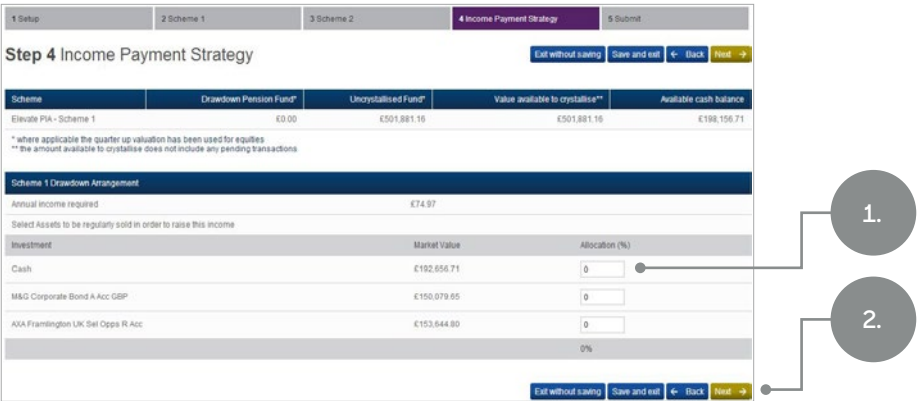 1 Setup 2 Scheme 1 3 Scheme 2 4 Income Payment Strategy 5 Submit
Step 4 Income Payment Strategy Exit without saving Save and exit ← Back Next →
Scheme Drawdown Pension Fund* Uncrystallised Fund* Value available to crystallise** Available cash balance
Elevate PIA - Scheme 1 £0.00 £501,881.16 £501,881.16 £198,156.71
* where applicable the quarter up valuation has been used for equities
** the amount available to crystallise does not include any pending transactions
Scheme 1 Drawdown Arrangement
Annual income required £74.97
Select Assets to be regularly sold in order to raise this income
Investment Market Value Allocation (%)
Cash £192,656.71 0
M&G Corporate Bond A Acc GBP £150,079.65 0
AXA Framlington UK Sel Opps R Acc £153,644.80 0
0%
Exit without saving Save and exit ← Back Next →
1.
2.